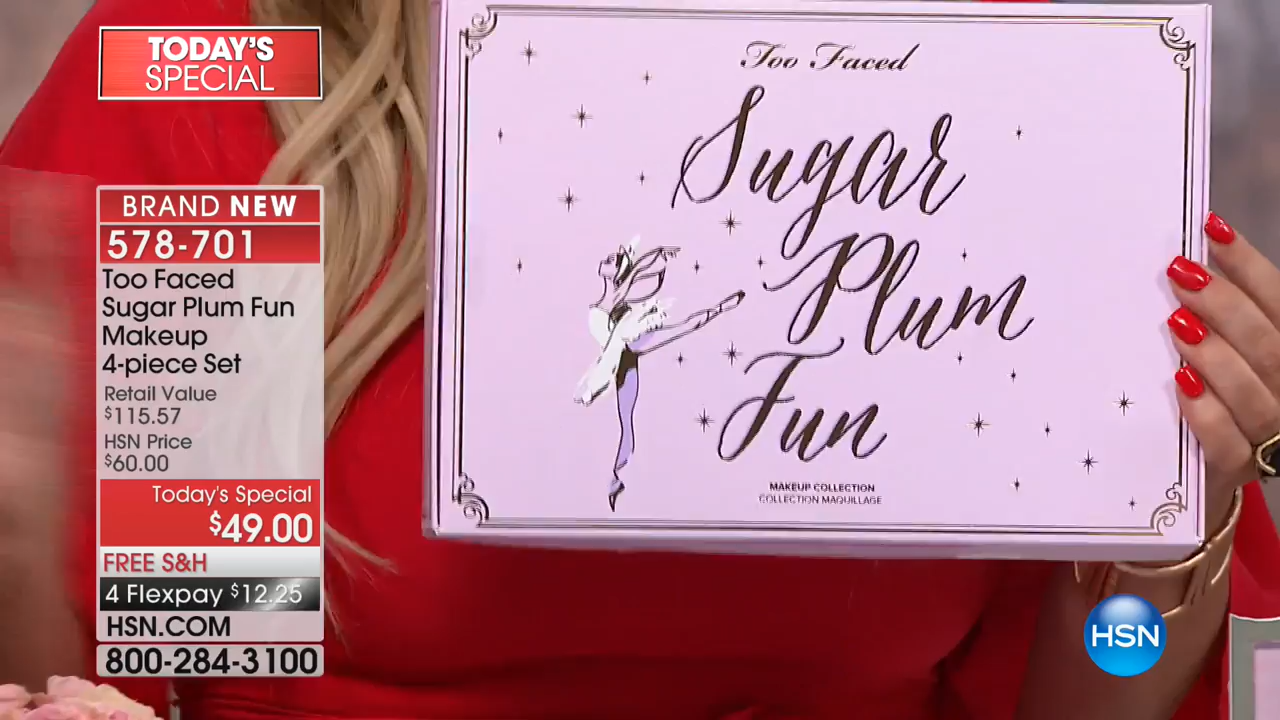 TODAY'S
SPECIAL
BRAND NEW
578-701
Too Faced
Sugar Plum Fun
Makeup
4-piece Set
Retail Value
$115.57
HSN Price
$60.00
Today's Special
$49.00
FREE S&H
4 Flexpay $12.25
HSN.COM
800-284-3100
Too Faced
Sugar
Plum
Fun
MAKEUP COLLECTION
COLLECTION MAQUILLAGE
HSN